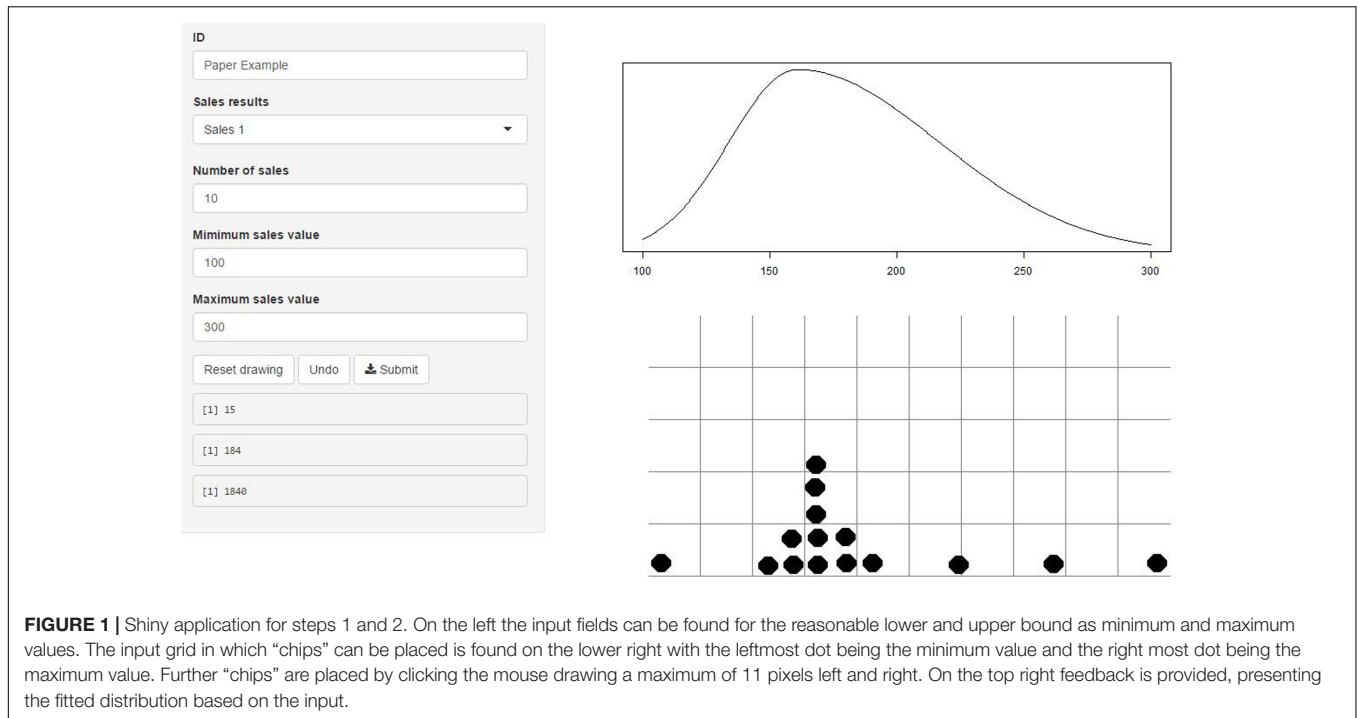 ID
Paper Example
Sales results
Sales 1
Number of sales
10
Mimimum sales value
100
Maximum sales value
300
Reset drawing Undo Submit
[1] 15
[1] 184
[1] 1840
100 150 200 250 300
FIGURE 1 | Shiny application for steps 1 and 2. On the left the input fields can be found for the reasonable lower and upper bound as minimum and maximum
values. The input grid in which “chips” can be placed is found on the lower right with the leftmost dot being the minimum value and the right most dot being the
maximum value. Further “chips” are placed by clicking the mouse drawing a maximum of 11 pixels left and right. On the top right feedback is provided, presenting
the fitted distribution based on the input.